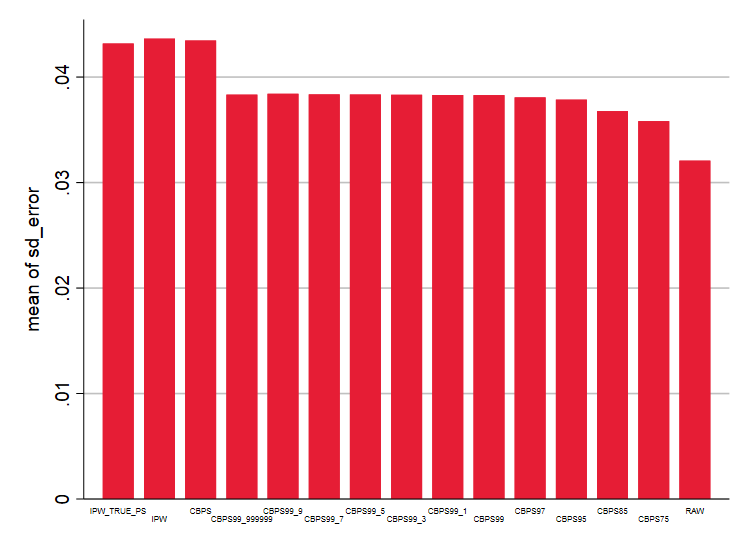 mean of sd_error
.04
.03
.02
.01
0
IPW_TRUE_PS
IPW
CBPS
CBPS99_999999
CBPS99_9
CBPS99_7
CBPS99_5
CBPS99_3
CBPS99_1
CBPS99
CBPS97
CBPS95
CBPS85
CBPS75
RAW